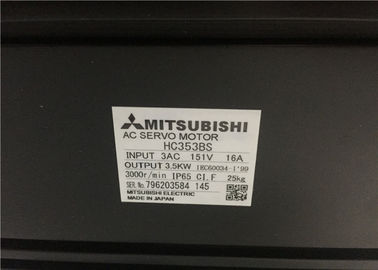 MITSUBISHI
AC SERVO MOTOR
HC353BS
INPUT 3AC 151V 16A
OUTPUT 3.5KW IEC60034-1'99
3000r/min IP65 CI.F 25kg
SER.No.796203584 145
MITSUBISHI ELECTRIC
MADE IN JAPAN